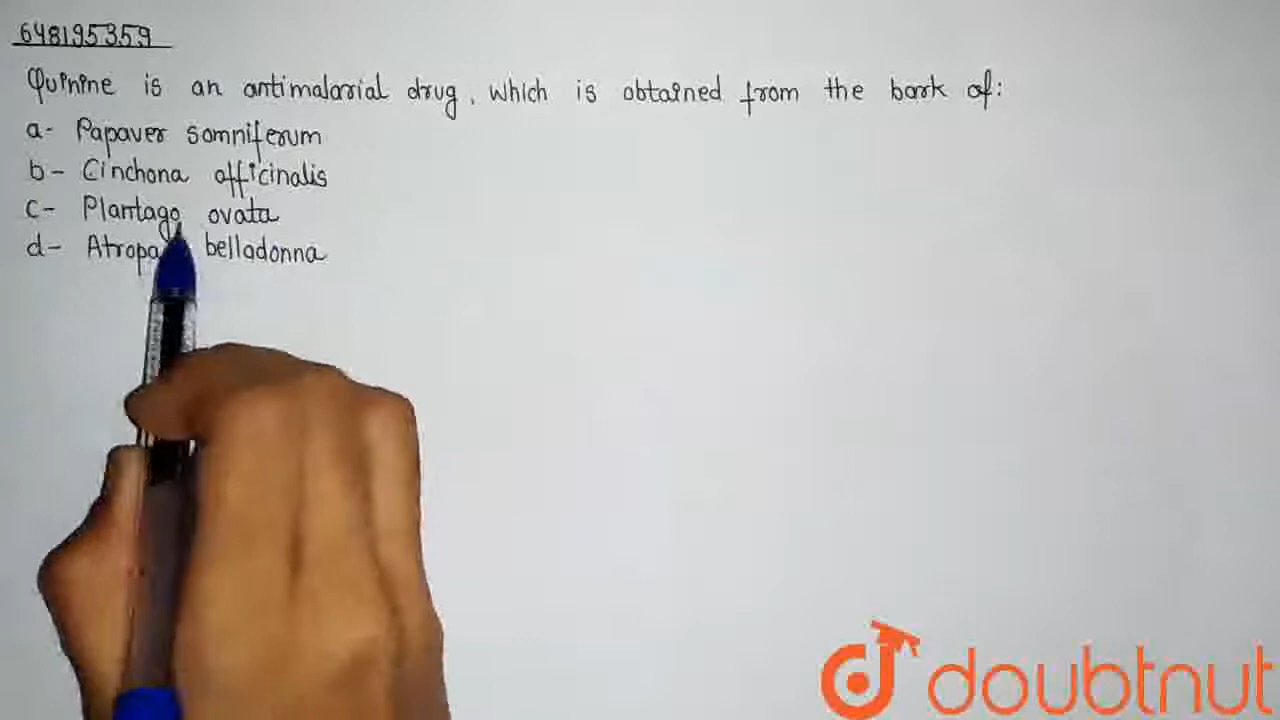 648195359
Quinine is an antimalarial drug, which is obtained from the bark of:
a- Papaver somniferum
b- Cinchona officinalis
c- Plantago ovata
d- Atropa belladonna
doubtnut